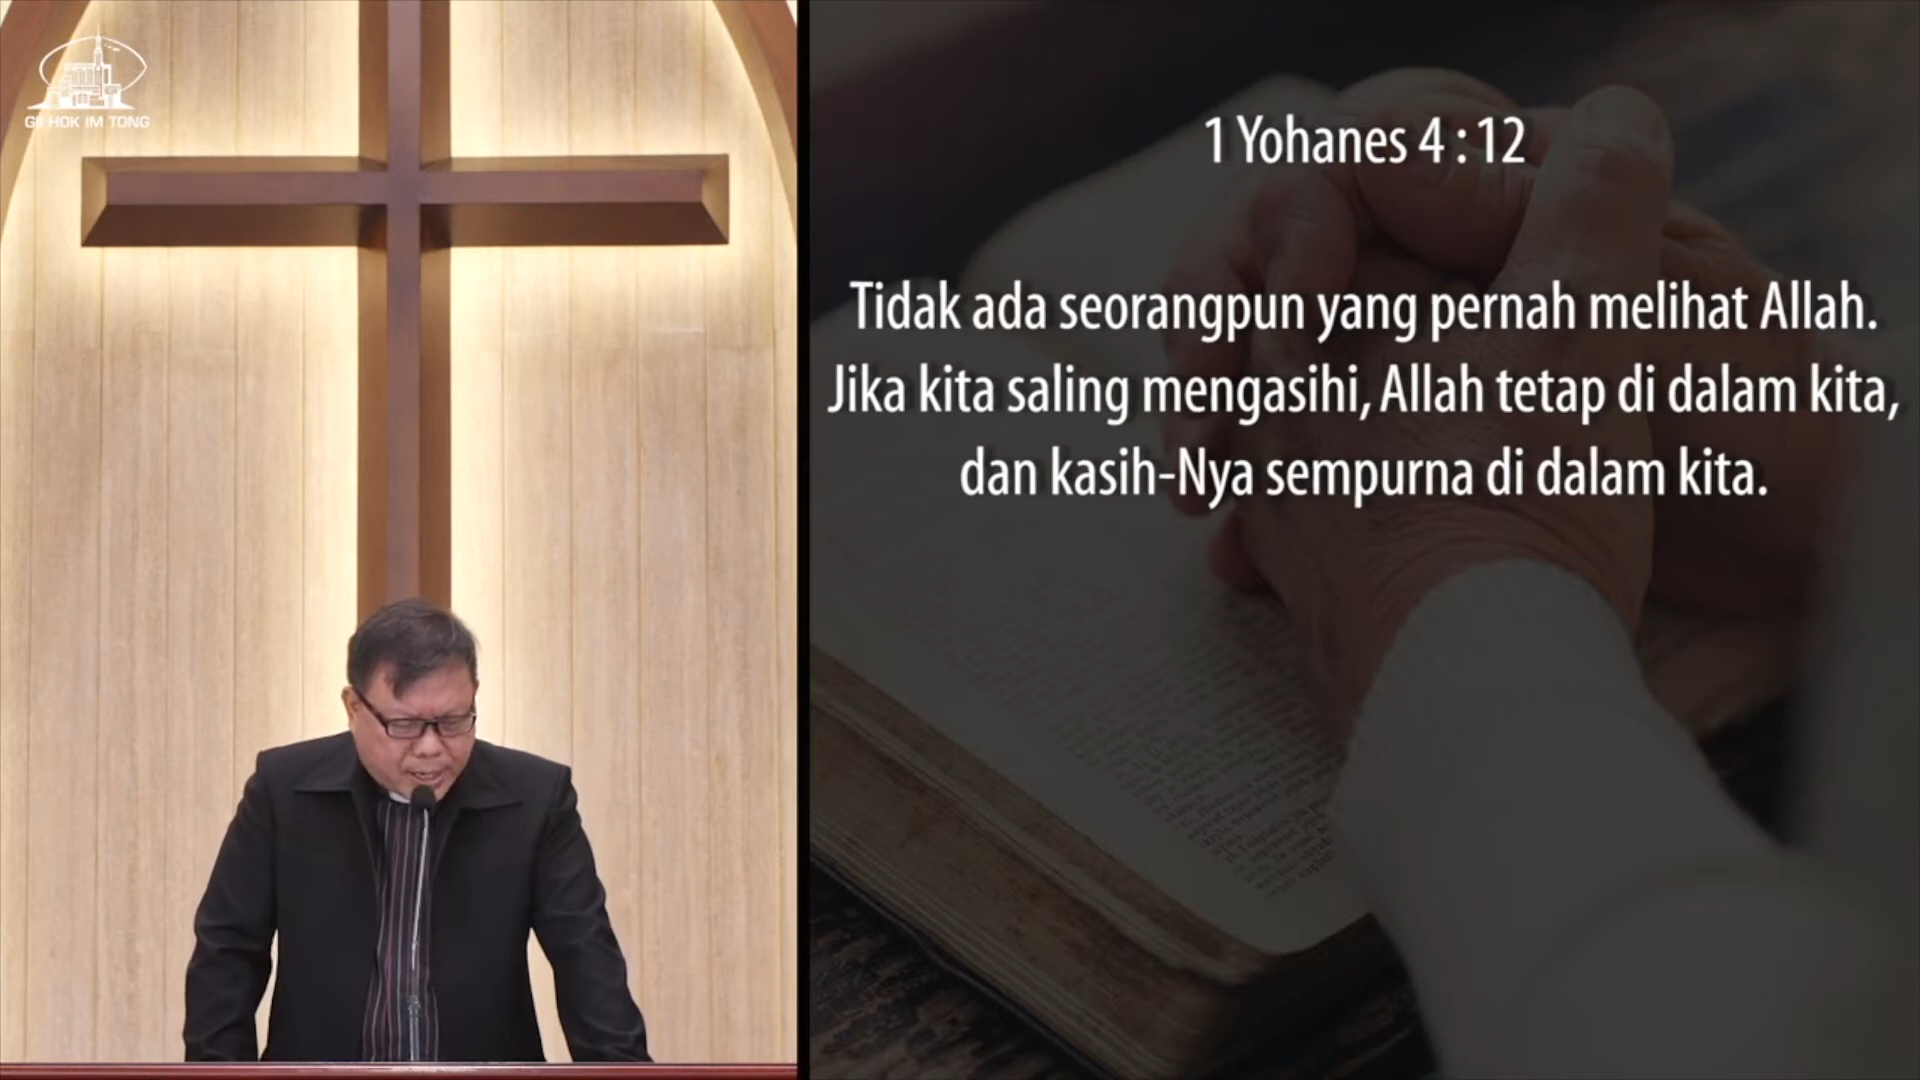 GII HOK IM TONG
1 Yohanes 4 : 12
Tidak ada seorangpun yang pernah melihat Allah.
Jika kita saling mengasihi, Allah tetap di dalam kita,
dan kasih-Nya sempurna di dalam kita.